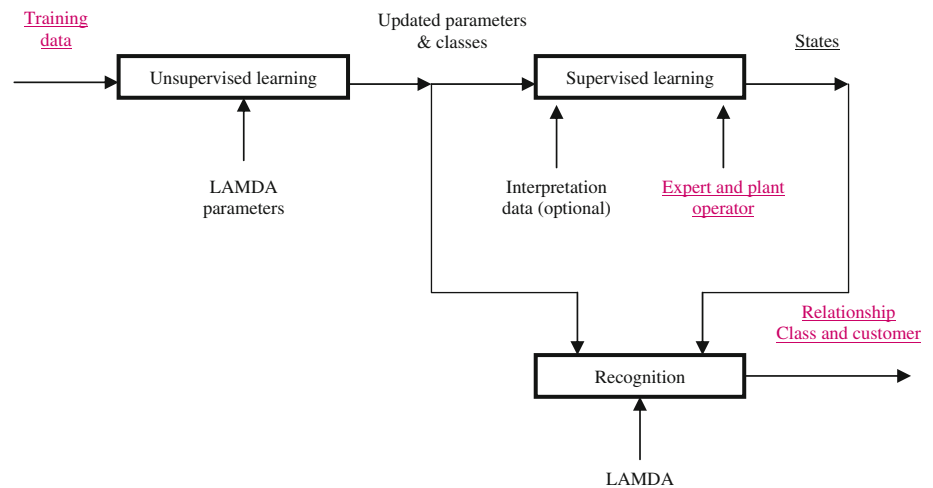 Training
data
Updated parameters
& classes
States
Unsupervised learning
Supervised learning
LAMDA
parameters
Interpretation
data (optional)
Expert and plant
operator
Relationship
Class and customer
Recognition
LAMDA